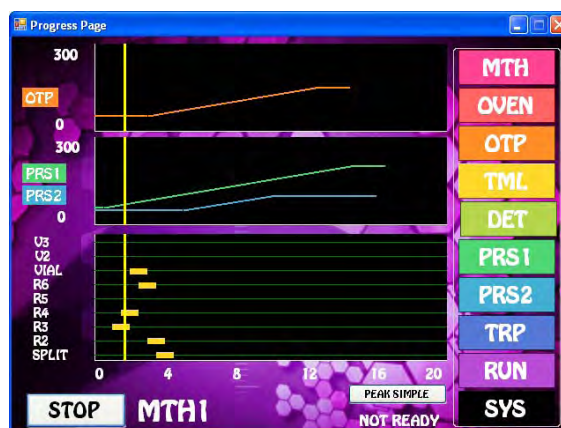 Progress Page
300
OTP
0
300
PRS1
PRS2
0
V3
V2
VIAL
R6
R5
R4
R3
R2
SPLIT
0 4 8 12 16 20
PEAK SIMPLE
STOP MTH1 NOT READY
MTH
OVEN
OTP
TML
DET
PRS1
PRS2
TRP
RUN
SYS